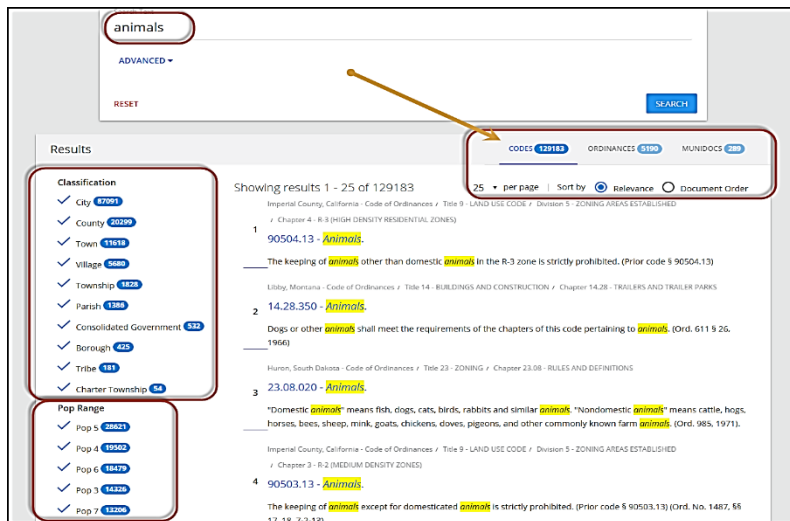 animals
ADVANCED
RESET
SEARCH
Results
CODES 129183 ORDINANCES 5190 MUNIDOCS 289
Classification
City 87091
County 20299
Town 11618
Village 5680
Township 1828
Parish 1386
Consolidated Government 532
Borough 425
Tribe 181
Charter Township 54
Pop Range
Pop 5 28621
Pop 4 19502
Pop 6 18479
Pop 3 14326
Pop 7 13206
Showing results 1 - 25 of 129183
25 per page | Sort by Relevance Document Order
Imperial County, California - Code of Ordinances / Title 9 - LAND USE CODE / Division 5 - ZONING AREAS ESTABLISHED
/ Chapter 4 - R-3 (HIGH DENSITY RESIDENTIAL ZONES)
1
90504.13 - Animals.
The keeping of animals other than domestic animals in the R-3 zone is strictly prohibited. (Prior code § 90504.13)
Libby, Montana - Code of Ordinances / Title 14 - BUILDINGS AND CONSTRUCTION / Chapter 14.28 - TRAILERS AND TRAILER PARKS
2 14.28.350 - Animals.
Dogs or other animals shall meet the requirements of the chapters of this code pertaining to animals. (Ord. 611 § 26,
1966)
Huron, South Dakota - Code of Ordinances / Title 23 - ZONING / Chapter 23.08 - RULES AND DEFINITIONS
3 23.08.020 - Animals.
"Domestic animals" means fish, dogs, cats, birds, rabbits and similar animals. "Nondomestic animals" means cattle, hogs,
horses, bees, sheep, mink, goats, chickens, doves, pigeons, and other commonly known farm animals. (Ord. 985, 1971).
Imperial County, California - Code of Ordinances / Title 9 - LAND USE CODE / Division 5 - ZONING AREAS ESTABLISHED
/ Chapter 3 - R-2 (MEDIUM DENSITY ZONES)
4 90503.13 - Animals.
The keeping of animals except for domesticated animals is strictly prohibited. (Prior code § 90503.13) (Ord. No. 1487, §§
17, 18, 7-2-13)